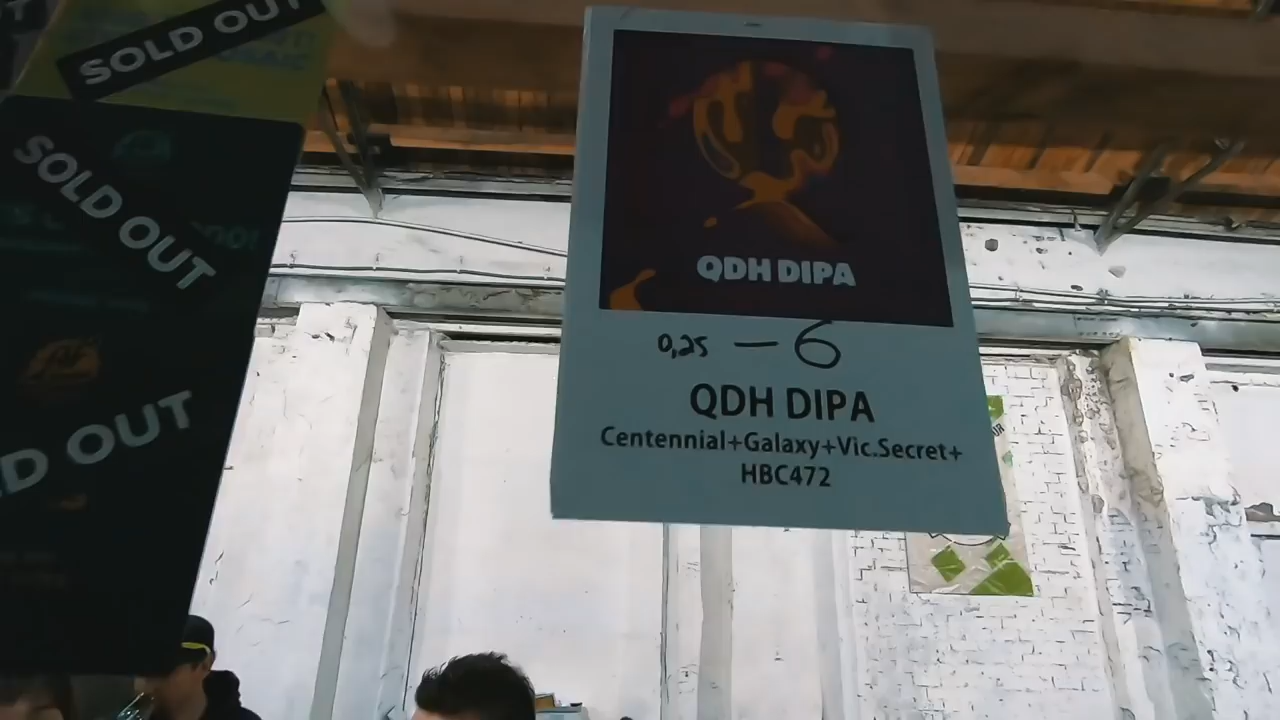 SOLD OUT
SOLD OUT
D OUT
QDH DIPA
0,25 — 6
QDH DIPA
Centennial+Galaxy+Vic.Secret+
HBC472